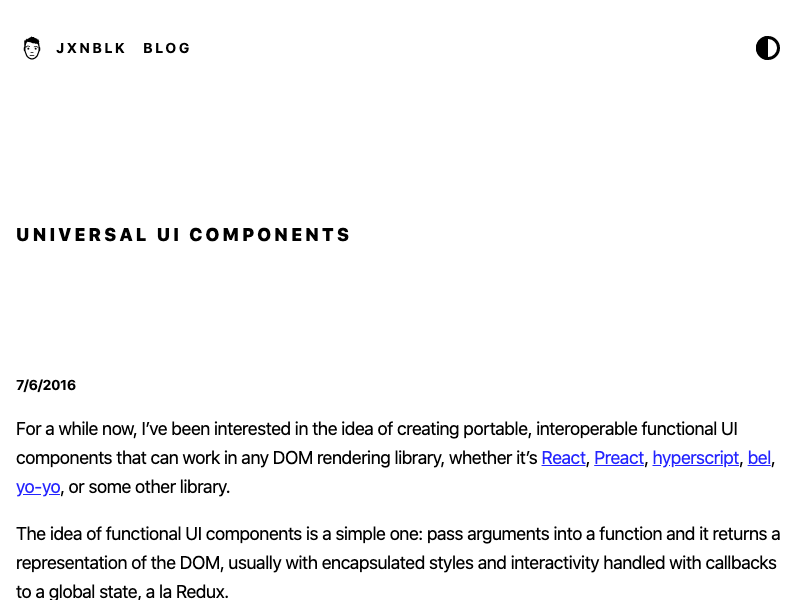 JXNBLK BLOG
UNIVERSAL UI COMPONENTS
7/6/2016
For a while now, I’ve been interested in the idea of creating portable, interoperable functional UI
components that can work in any DOM rendering library, whether it’s React, Preact, hyperscript, bel,
yo-yo, or some other library.
The idea of functional UI components is a simple one: pass arguments into a function and it returns a
representation of the DOM, usually with encapsulated styles and interactivity handled with callbacks
to a global state, a la Redux.